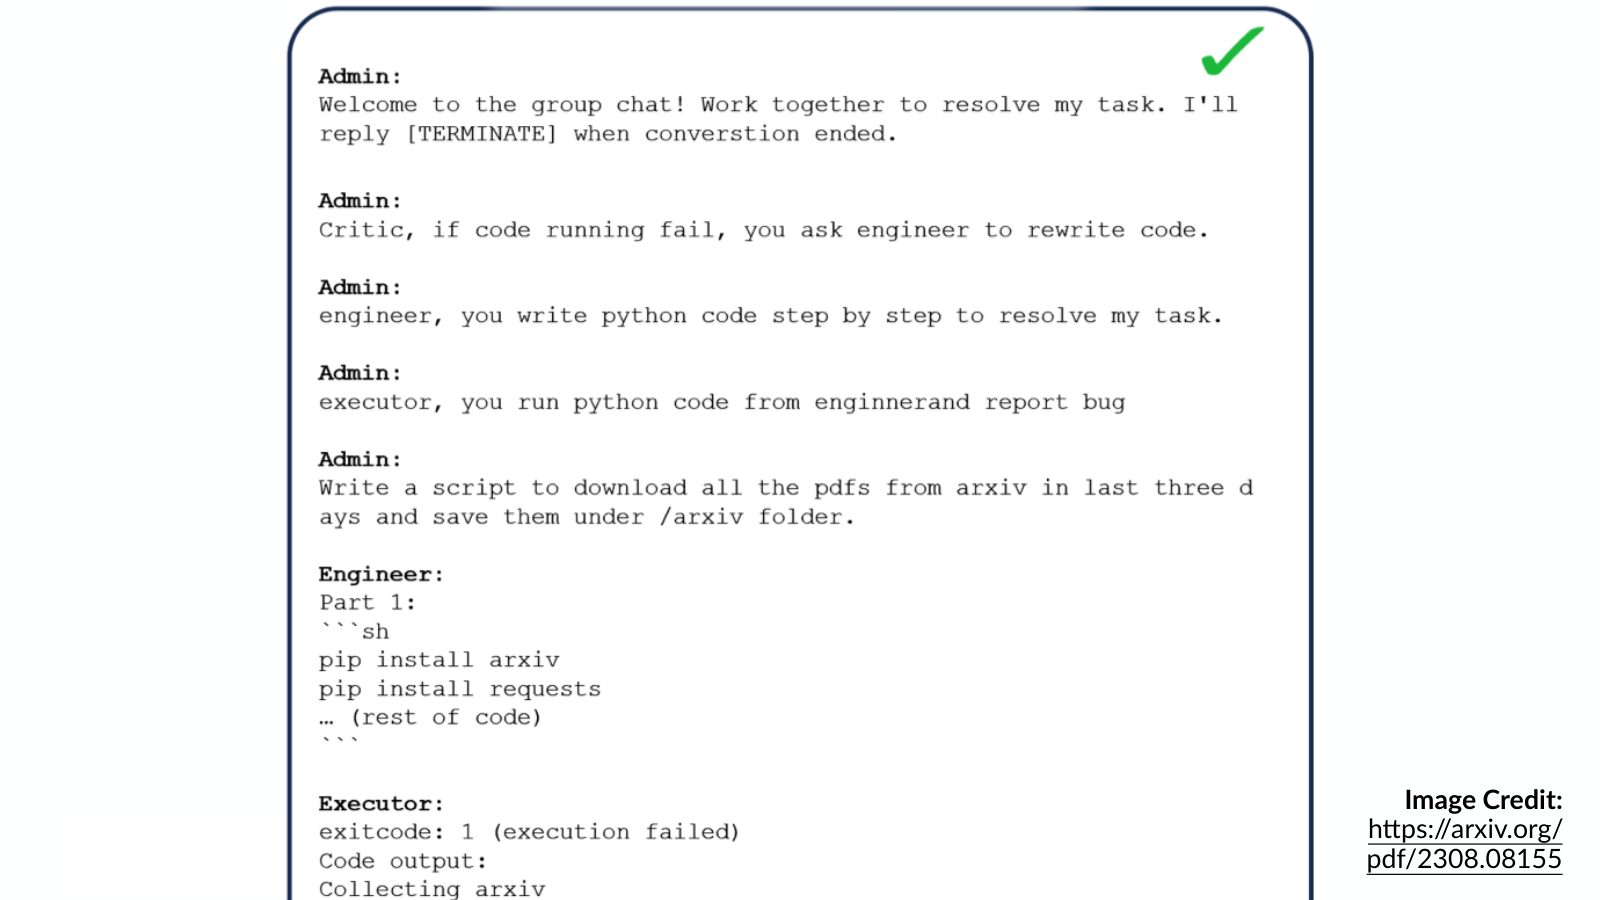 Admin:
Welcome to the group chat! Work together to resolve my task. I'll
reply [TERMINATE] when converstion ended.
Admin:
Critic, if code running fail, you ask engineer to rewrite code.
Admin:
engineer, you write python code step by step to resolve my task.
Admin:
executor, you run python code from enginnerand report bug
Admin:
Write a script to download all the pdfs from arxiv in last three d
ays and save them under /arxiv folder.
Engineer:
Part 1:
```sh
pip install arxiv
pip install requests
… (rest of code)
```
Executor:
exitcode: 1 (execution failed)
Code output:
Collecting arxiv
Image Credit:
https://arxiv.org/
pdf/2308.08155